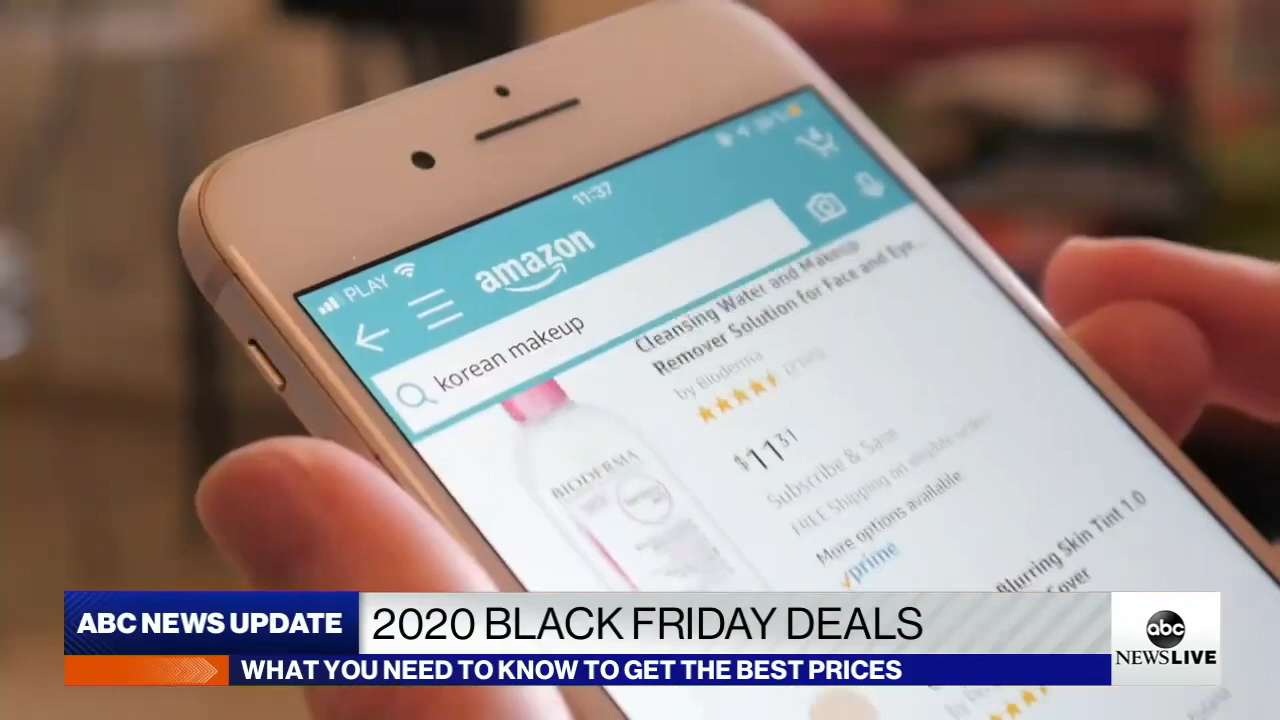 11:37
PLAY
amazon
korean makeup
Cleansing Water and Makeup
Remover Solution for Face and Eye...
by Bioderma
$11 31
Subscribe & Save
FREE Shipping on eligible
More options available
prime
BIODERMA
Blurring Skin Tint 1.0
Cover
ABC NEWS UPDATE
2020 BLACK FRIDAY DEALS
WHAT YOU NEED TO KNOW TO GET THE BEST PRICES
abc
NEWS LIVE